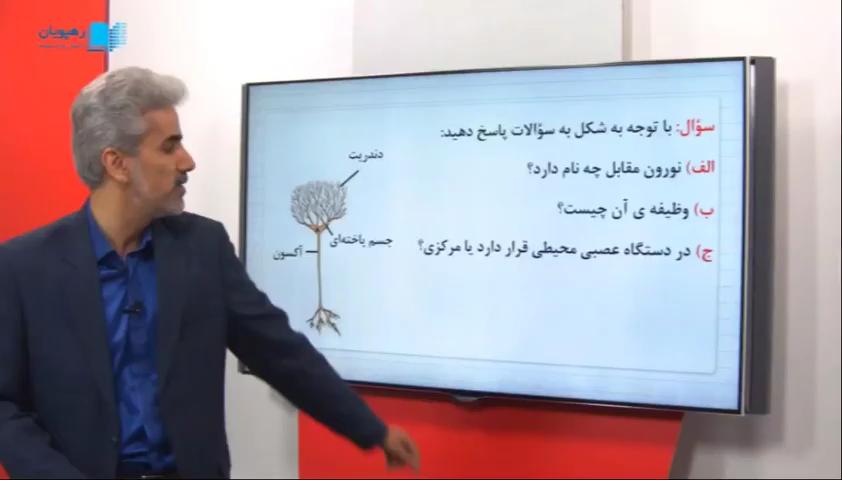 رهپویان
سؤال: با توجه به شکل به سؤالات پاسخ دهید:
الف) نورون مقابل چه نام دارد؟
ب) وظیفه ی آن چیست؟
ج) در دستگاه عصبی محیطی قرار دارد یا مرکزی؟
دندریت
جسم یاخته‌ای
آکسون